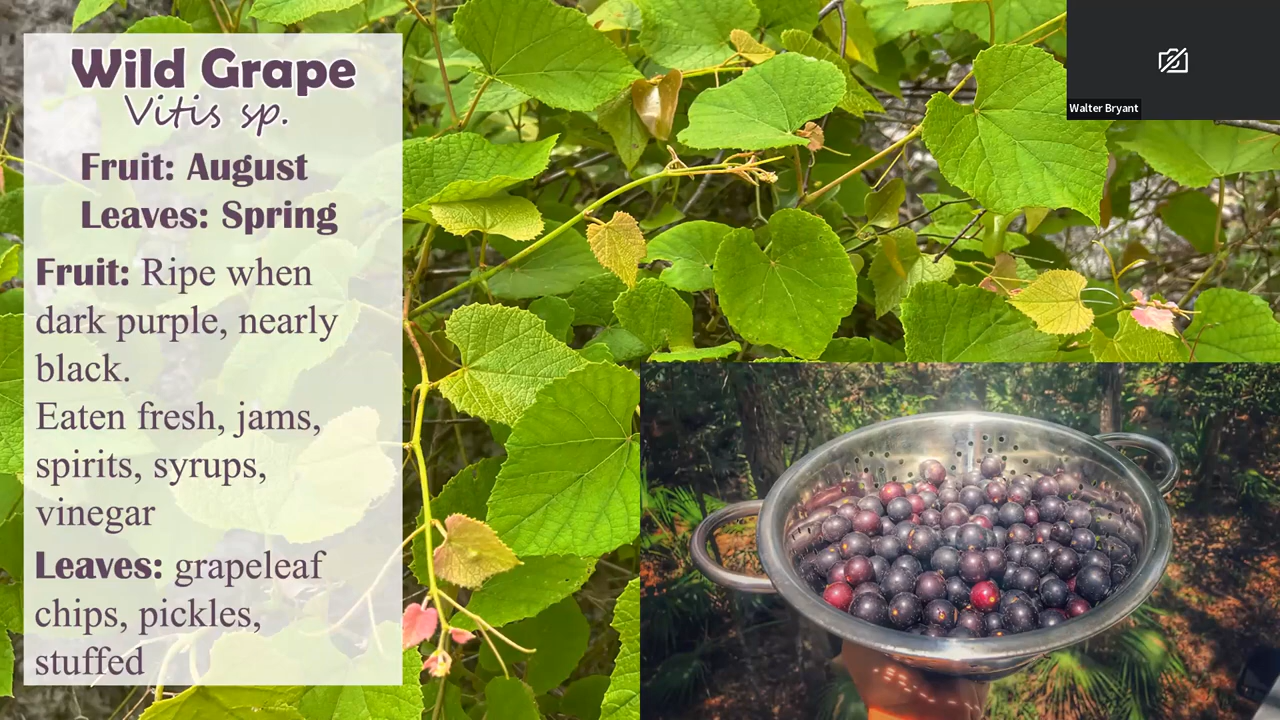 Wild Grape
Vitis sp.
Fruit: August
Leaves: Spring
Fruit: Ripe when
dark purple, nearly
black.
Eaten fresh, jams,
spirits, syrups,
vinegar
Leaves: grapeleaf
chips, pickles,
stuffed
Walter Bryant